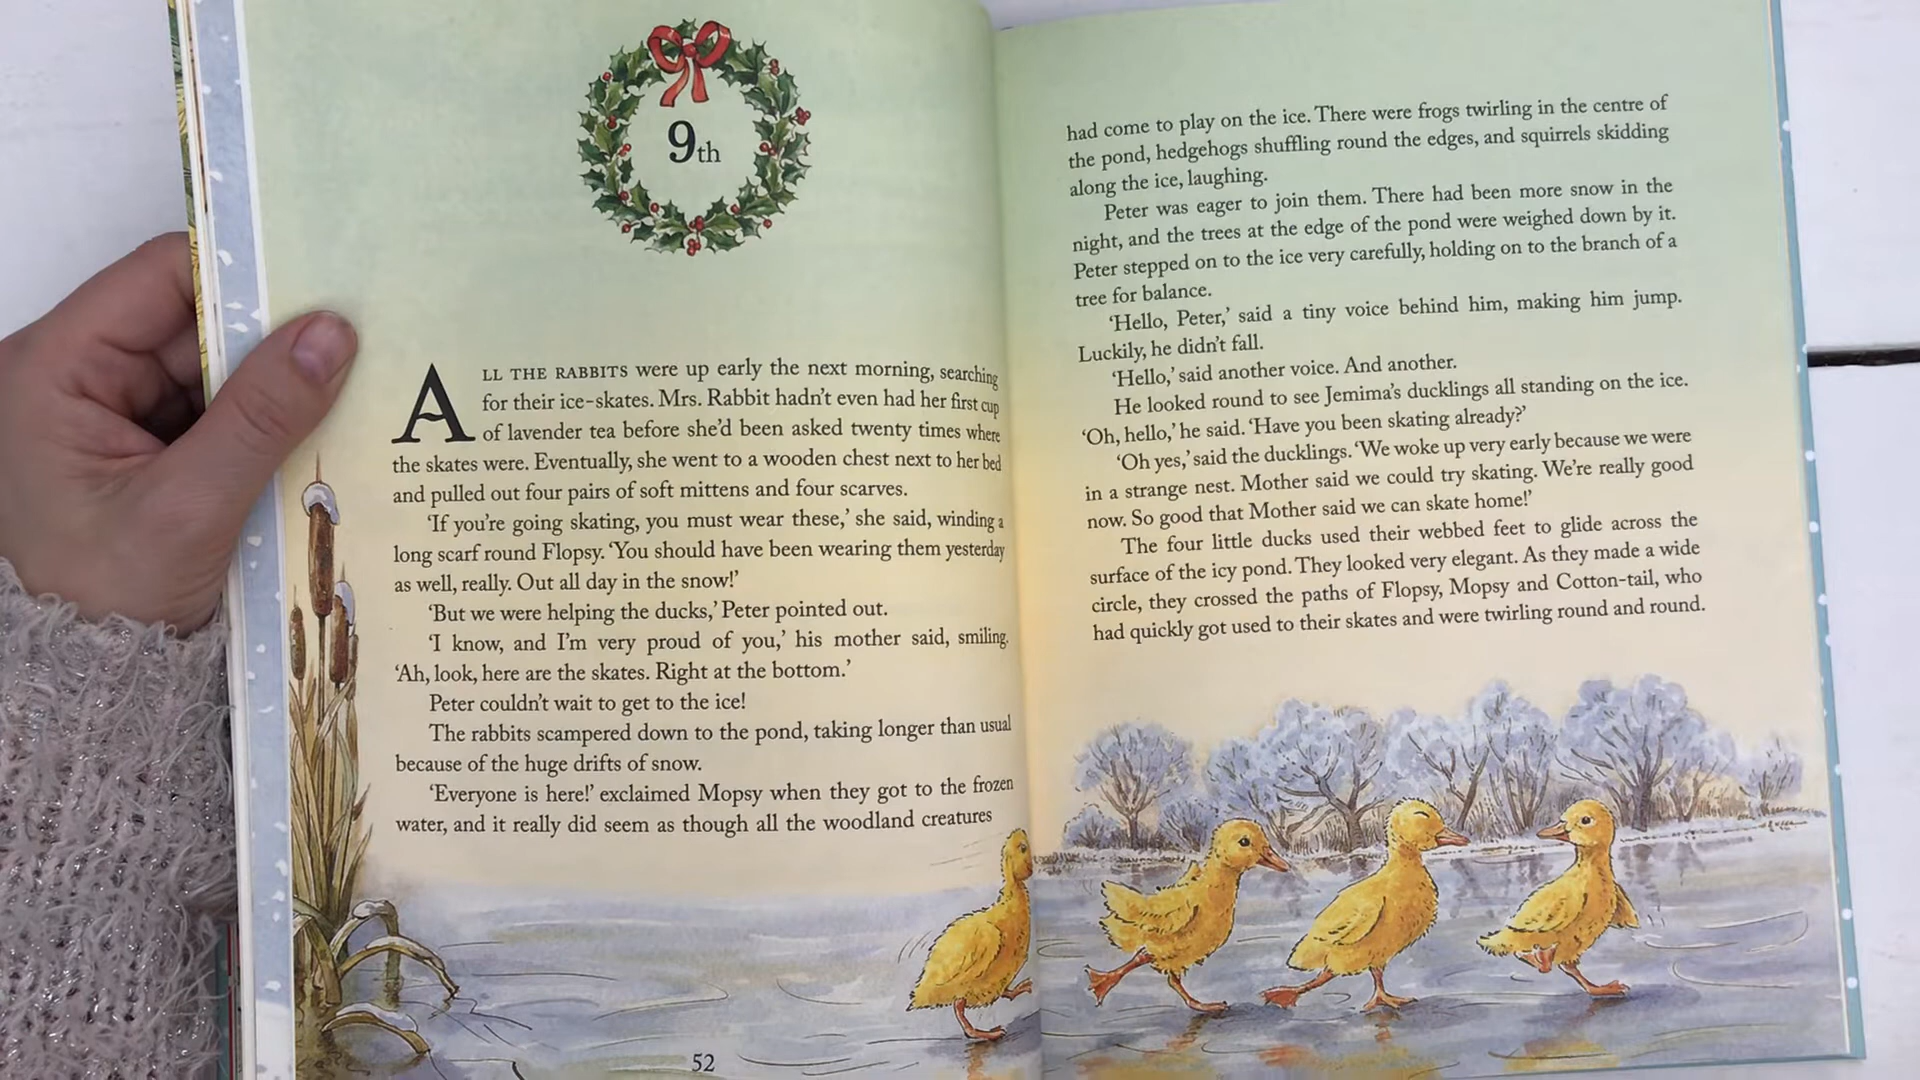 9th
ALL THE RABBITS were up early the next morning, searching
for their ice-skates. Mrs. Rabbit hadn't even had her first cup
of lavender tea before she'd been asked twenty times where
the skates were. Eventually, she went to a wooden chest next to her bed
and pulled out four pairs of soft mittens and four scarves.
‘If you're going skating, you must wear these,’ she said, winding a
long scarf round Flopsy. ‘You should have been wearing them yesterday
as well, really. Out all day in the snow!’
‘But we were helping the ducks,’ Peter pointed out.
‘I know, and I'm very proud of you,’ his mother said, smiling.
‘Ah, look, here are the skates. Right at the bottom.’
Peter couldn't wait to get to the ice!
The rabbits scampered down to the pond, taking longer than usual
because of the huge drifts of snow.
‘Everyone is here!’ exclaimed Mopsy when they got to the frozen
water, and it really did seem as though all the woodland creatures
52
had come to play on the ice. There were frogs twirling in the centre of
the pond, hedgehogs shuffling round the edges, and squirrels skidding
along the ice, laughing.
Peter was eager to join them. There had been more snow in the
night, and the trees at the edge of the pond were weighed down by it.
Peter stepped on to the ice very carefully, holding on to the branch of a
tree for balance.
‘Hello, Peter,’ said a tiny voice behind him, making him jump.
Luckily, he didn't fall.
‘Hello,’ said another voice. And another.
He looked round to see Jemima's ducklings all standing on the ice.
‘Oh, hello,’ he said. ‘Have you been skating already?’
‘Oh yes,’ said the ducklings. ‘We woke up very early because we were
in a strange nest. Mother said we could try skating. We're really good
now. So good that Mother said we can skate home!’
The four little ducks used their webbed feet to glide across the
surface of the icy pond. They looked very elegant. As they made a wide
circle, they crossed the paths of Flopsy, Mopsy and Cotton-tail, who
had quickly got used to their skates and were twirling round and round.